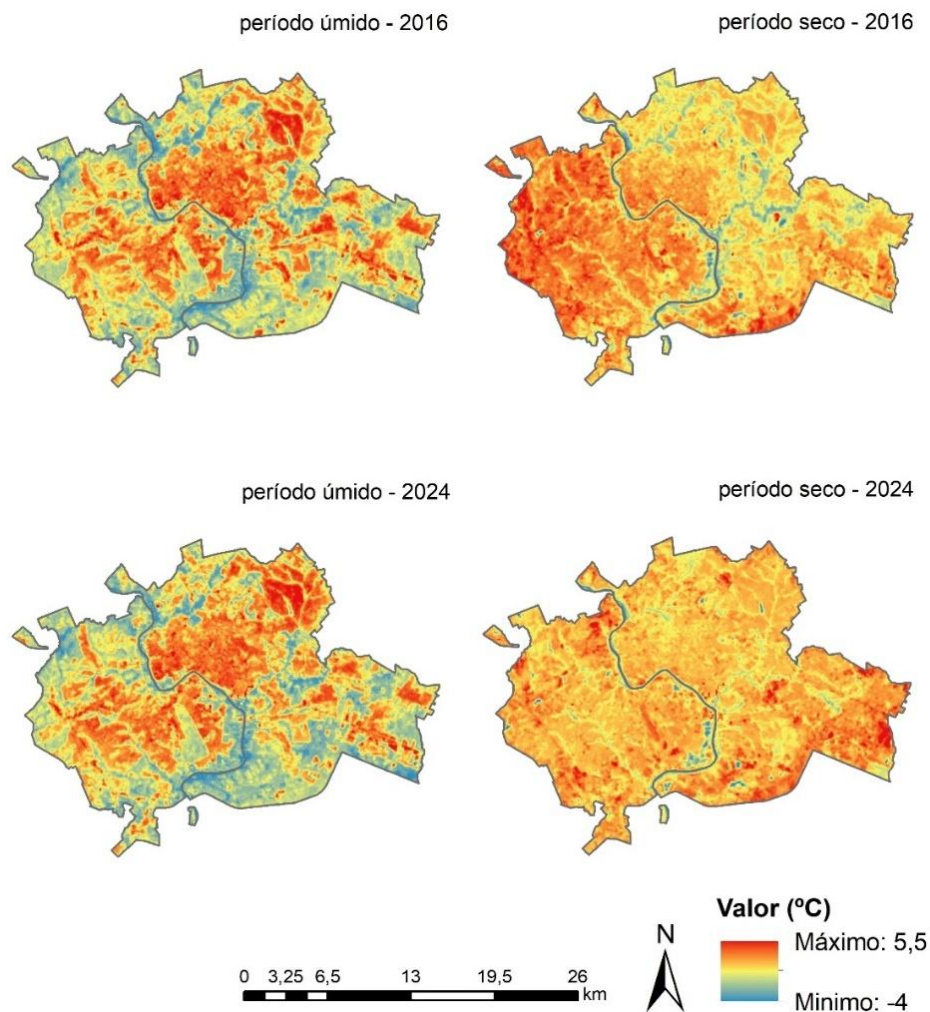 período úmido - 2016
período seco - 2016
período úmido - 2024
período seco - 2024
Valor (ºC)
Máximo: 5,5
Minimo: -4
N
0 3,25 6,5 13 19,5 26
km